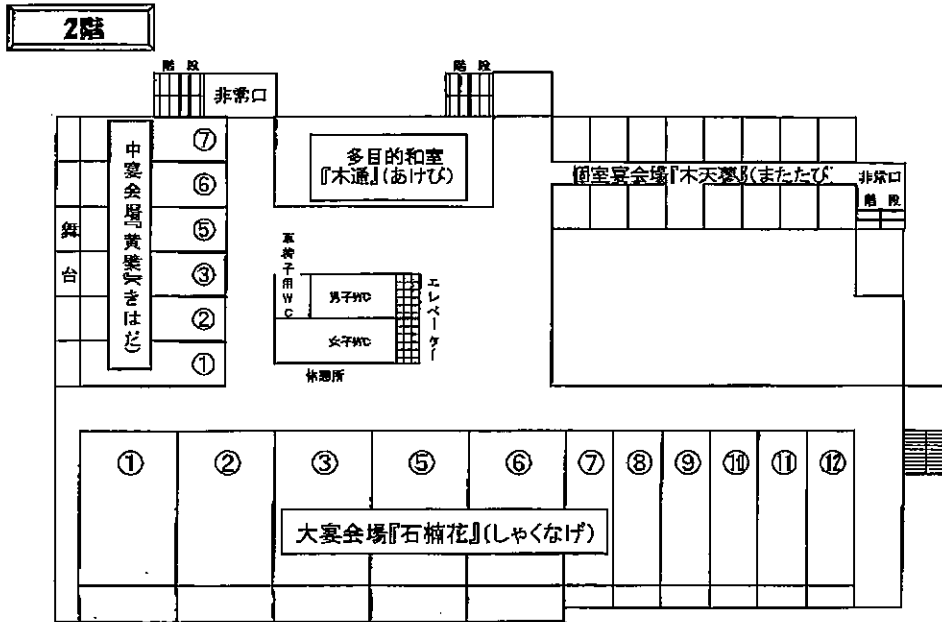 2階
階 段
階 段
非常口
多目的和室
『木通』(あけび)
個室宴会場『木天蓼』(またたび)
非常口
階 段
中宴会場『黄檗』(きはだ)
舞台
⑦
⑥
⑤
③
②
①
車椅子用WC
男子WC
女子WC
エレベーター
休憩所
① ② ③ ⑤ ⑥ ⑦ ⑧ ⑨ ⑩ ⑪ ⑫
大宴会場『石楠花』(しゃくなげ)